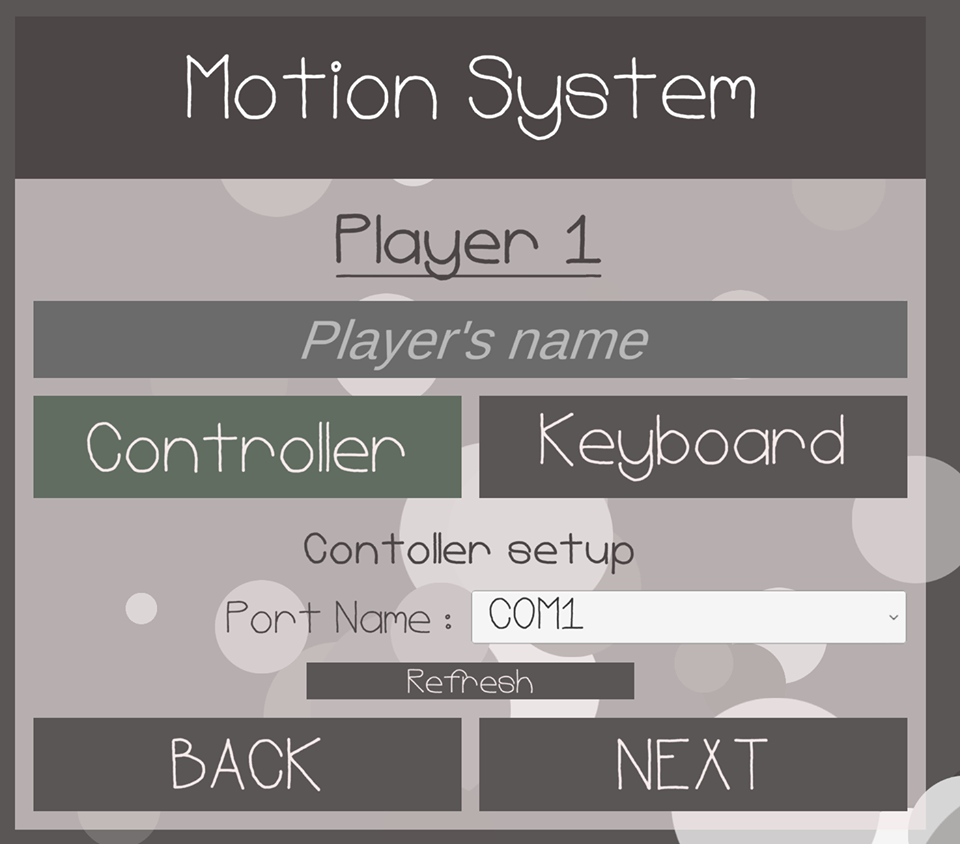 Motion System
Player 1
Player's name
Controller Keyboard
Contoller setup
Port Name : COM1
Refresh
BACK NEXT